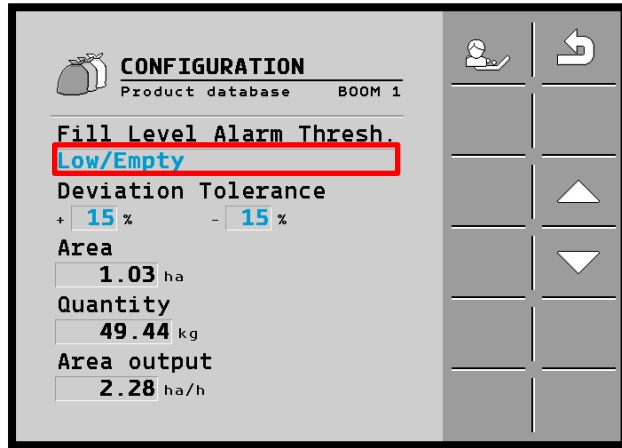 CONFIGURATION
Product database BOOM 1
Fill Level Alarm Thresh.
Low/Empty
Deviation Tolerance
+ 15 % - 15 %
Area
1.03 ha
Quantity
49.44 kg
Area output
2.28 ha/h